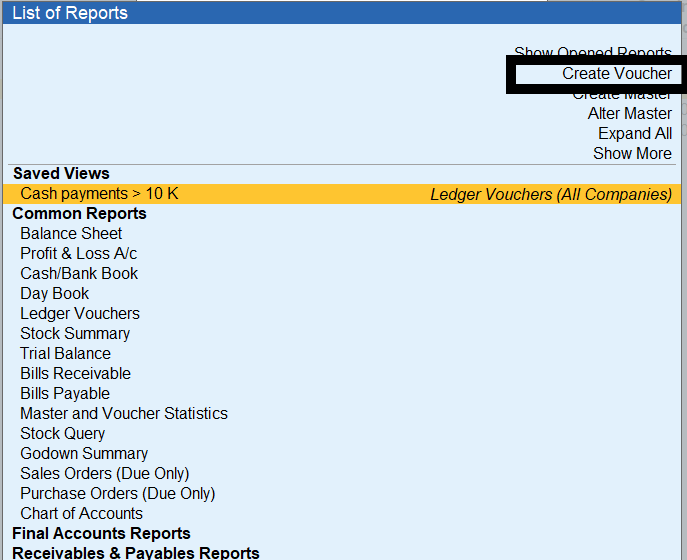 List of Reports
Show Opened Reports
Create Voucher
Create Master
Alter Master
Expand All
Show More
Saved Views
Cash payments > 10 K Ledger Vouchers (All Companies)
Common Reports
Balance Sheet
Profit & Loss A/c
Cash/Bank Book
Day Book
Ledger Vouchers
Stock Summary
Trial Balance
Bills Receivable
Bills Payable
Master and Voucher Statistics
Stock Query
Godown Summary
Sales Orders (Due Only)
Purchase Orders (Due Only)
Chart of Accounts
Final Accounts Reports
Receivables & Payables Reports